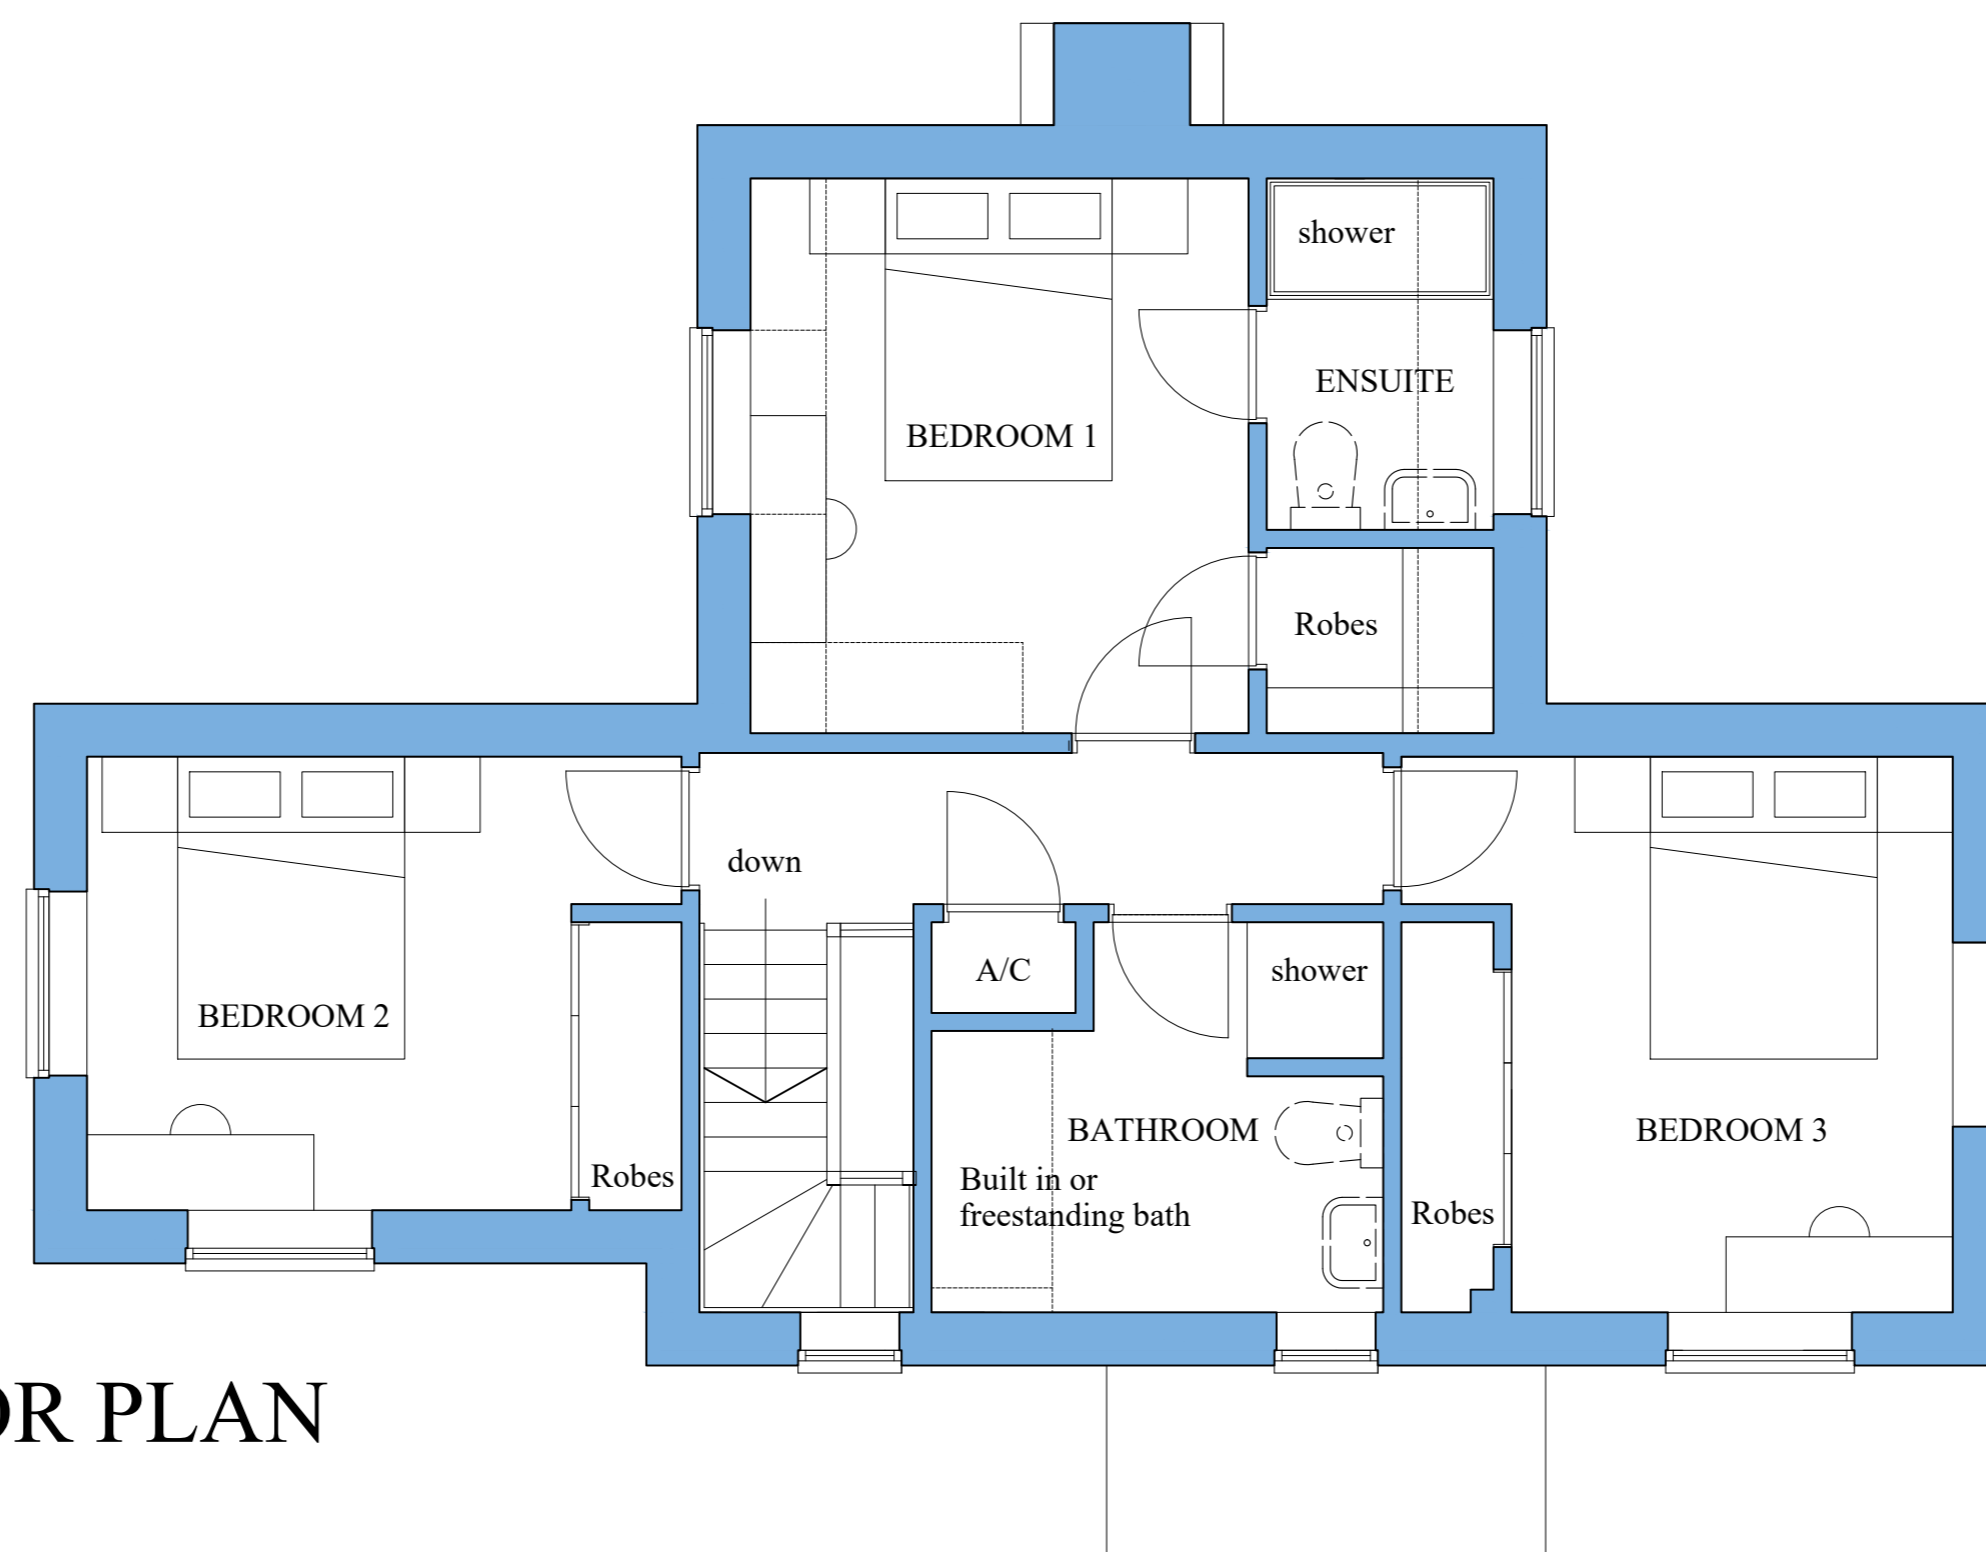 shower
ENSUITE
BEDROOM 1
Robes
down
A/C
shower
BEDROOM 2
BATHROOM
BEDROOM 3
Robes
Built in or
freestanding bath
Robes
OR PLAN